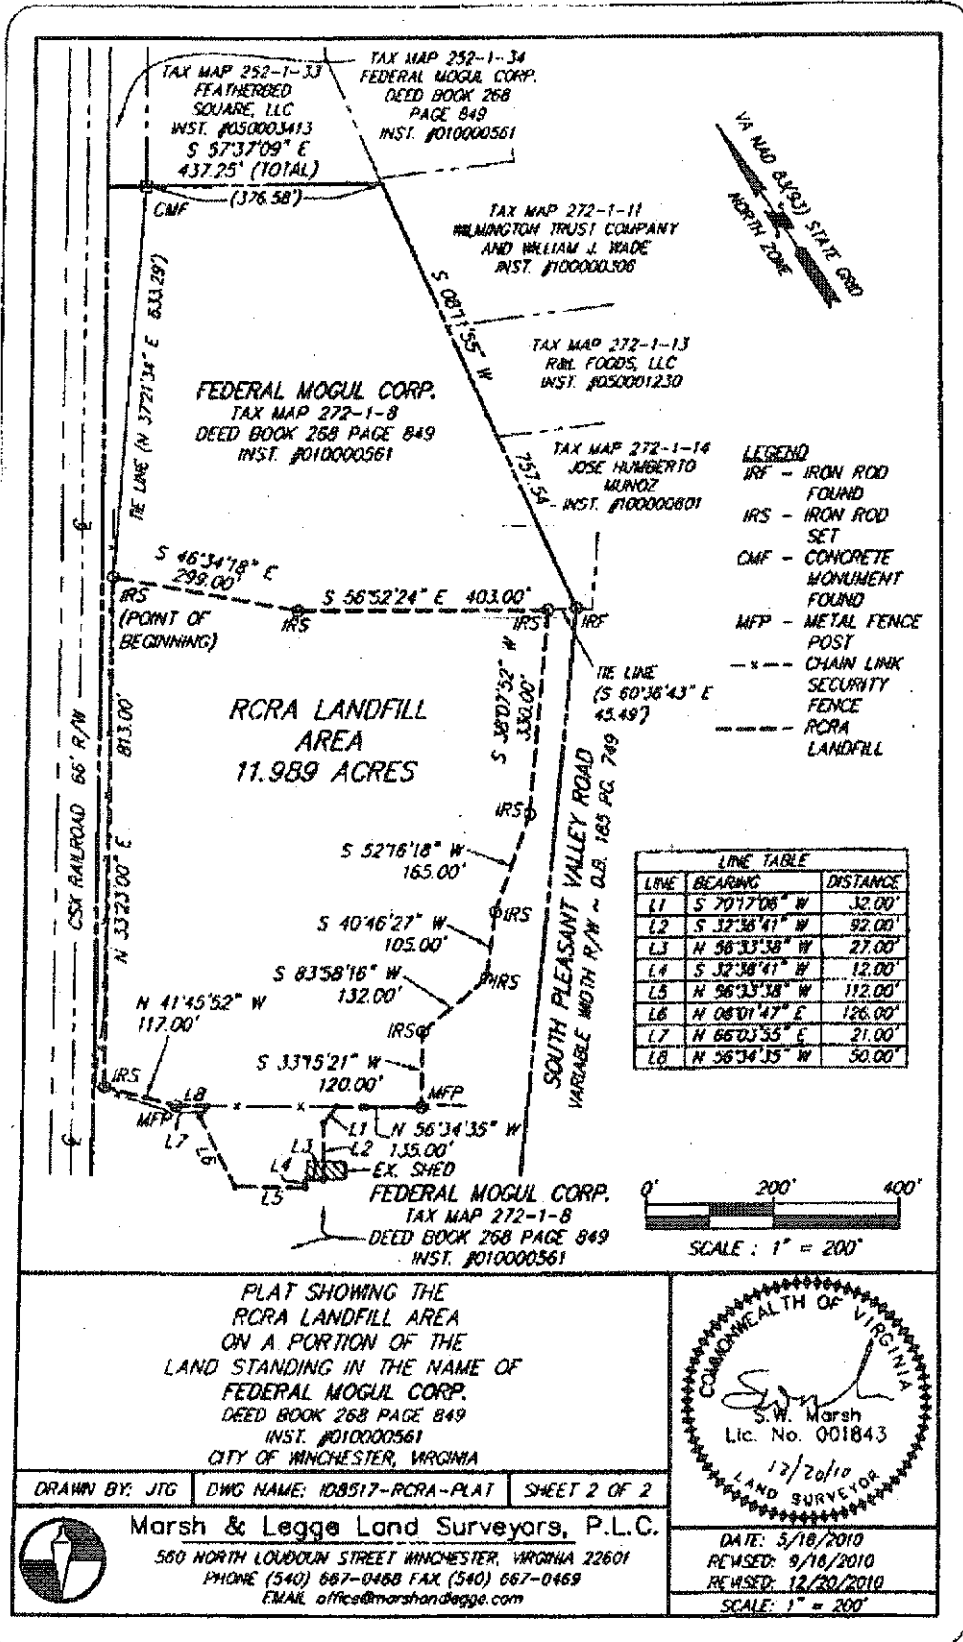 TAX MAP 252-1-33
FEATHERBED
SQUARE, LLC
INST. #050003413
S 57°37'09" E
437.25' (TOTAL)
(376.58')
TAX MAP 252-1-34
FEDERAL MOGUL CORP.
DEED BOOK 268
PAGE 849
INST. #010000561
CMF
VA NAD 83(93) STATE GRID
NORTH ZONE
TAX MAP 272-1-11
WILMINGTON TRUST COMPANY
AND WILLIAM J. WADE
INST. #100000306
S 08°11'55" W
757.54'
TAX MAP 272-1-13
R&L FOODS, LLC
INST. #050001230
TIE LINE (N 37°21'34" E 633.29')
FEDERAL MOGUL CORP.
TAX MAP 272-1-8
DEED BOOK 268 PAGE 849
INST. #010000561
TAX MAP 272-1-14
JOSE HUMBERTO
MUNOZ
INST. #100000601
LEGEND
IRF - IRON ROD
FOUND
IRS - IRON ROD
SET
CMF - CONCRETE
MONUMENT
FOUND
MFP - METAL FENCE
POST
-x- CHAIN LINK
SECURITY
FENCE
RCRA
LANDFILL
S 46°34'18" E
299.00'
IRS
(POINT OF
BEGINNING)
IRS
S 56°52'24" E 403.00'
IRS
IRF
TIE LINE
(S 60°36'43" E
45.49')
RCRA LANDFILL
AREA
11.989 ACRES
S 38°07'52" W
330.00'
CSX RAILROAD 66' R/W
N 33°23'00" E 813.00'
IRS
S 52°16'18" W
165.00'
IRS
S 40°46'27" W
105.00'
IRS
S 83°58'16" W
132.00'
IRS
S 33°15'21" W
120.00'
SOUTH PLEASANT VALLEY ROAD
VARIABLE WIDTH R/W ~ D.B. 185 PG. 749
LINE TABLE
LINE BEARING DISTANCE
L1 S 70°17'06" W 32.00'
L2 S 32°36'41" W 92.00'
L3 N 56°33'38" W 27.00'
L4 S 32°36'41" W 12.00'
L5 N 56°33'38" W 112.00'
L6 N 06°01'47" E 126.00'
L7 N 66°03'55" E 21.00'
L8 N 56°34'35" W 50.00'
N 41°45'52" W
117.00'
IRS
MFP
L8
L7
L6
L5
L4
L3
L2
L1
MFP
N 56°34'35" W
135.00'
EX. SHED
FEDERAL MOGUL CORP.
TAX MAP 272-1-8
DEED BOOK 268 PAGE 849
INST. #010000561
0' 200' 400'
SCALE : 1" = 200'
PLAT SHOWING THE
RCRA LANDFILL AREA
ON A PORTION OF THE
LAND STANDING IN THE NAME OF
FEDERAL MOGUL CORP.
DEED BOOK 268 PAGE 849
INST. #010000561
CITY OF WINCHESTER, VIRGINIA
COMMONWEALTH OF VIRGINIA
S.W. Marsh
Lic. No. 001843
12/20/10
LAND SURVEYOR
DRAWN BY: JTG DWG NAME: ID8517-RCRA-PLAT SHEET 2 OF 2
Marsh & Legge Land Surveyors, P.L.C.
560 NORTH LOUDOUN STREET WINCHESTER, VIRGINIA 22601
PHONE (540) 667-0468 FAX (540) 667-0469
EMAIL office@marshandlegge.com
DATE: 5/18/2010
REVISED: 9/16/2010
REVISED: 12/20/2010
SCALE: 1" = 200'